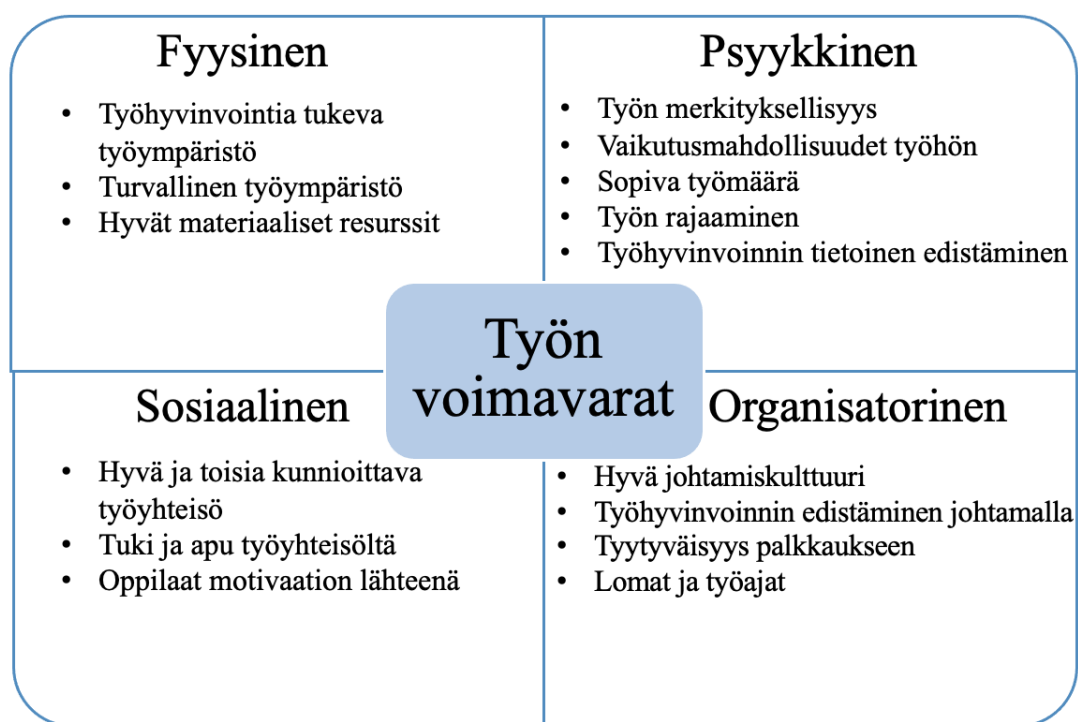 Fyysinen
• Työhyvinvointia tukeva
työympäristö
• Turvallinen työympäristö
• Hyvät materiaaliset resurssit
Psyykkinen
• Työn merkityksellisyys
• Vaikutusmahdollisuudet työhön
• Sopiva työmäärä
• Työn rajaaminen
• Työhyvinvoinnin tietoinen edistäminen
Työn
voimavarat
Sosiaalinen
• Hyvä ja toisia kunnioittava
työyhteisö
• Tuki ja apu työyhteisöltä
• Oppilaat motivaation lähteenä
Organisatorinen
• Hyvä johtamiskulttuuri
• Työhyvinvoinnin edistäminen johtamalla
• Tyytyväisyys palkkaukseen
• Lomat ja työajat